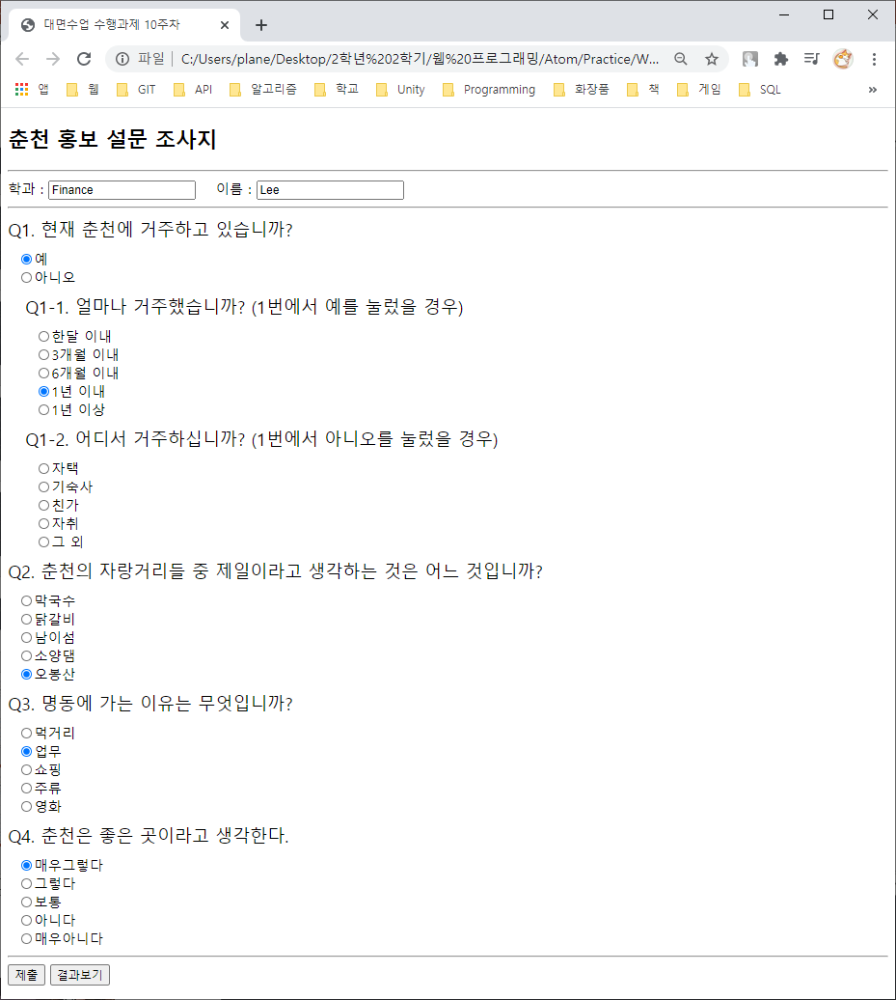 대면수업 수행과제 10주차
파일 C:/Users/plane/Desktop/2학년%202학기/웹%20프로그래밍/Atom/Practice/W...
앱 웹 GIT API 알고리즘 학교 Unity Programming 화장품 책 게임 SQL »
춘천 홍보 설문 조사지
학과 : Finance 이름 : Lee
Q1. 현재 춘천에 거주하고 있습니까?
예
아니오
Q1-1. 얼마나 거주했습니까? (1번에서 예를 눌렀을 경우)
한달 이내
3개월 이내
6개월 이내
1년 이내
1년 이상
Q1-2. 어디서 거주하십니까? (1번에서 아니오를 눌렀을 경우)
자택
기숙사
친가
자취
그 외
Q2. 춘천의 자랑거리들 중 제일이라고 생각하는 것은 어느 것입니까?
막국수
닭갈비
남이섬
소양댐
오봉산
Q3. 명동에 가는 이유는 무엇입니까?
먹거리
업무
쇼핑
주류
영화
Q4. 춘천은 좋은 곳이라고 생각한다.
매우그렇다
그렇다
보통
아니다
매우아니다
제출 결과보기